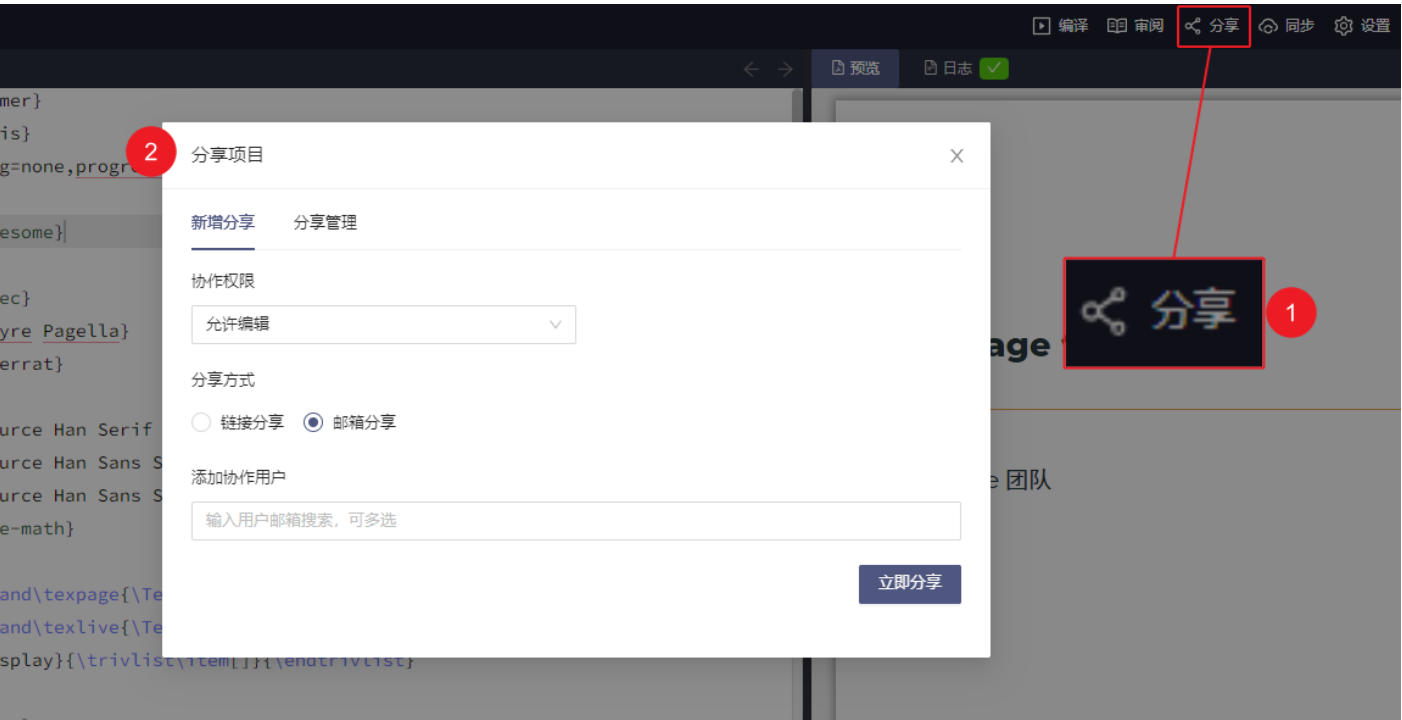 编译 审阅 分享 同步 设置
预览 日志
mer}
is}
2 分享项目
g=none,progr
新增分享 分享管理
esome}
协作权限
ec}
允许编辑
分享 1
yre Pagella}
age
errat}
分享方式
链接分享 邮箱分享
urce Han Serif
urce Han Sans S
添加协作用户
e 团队
urce Han Sans S
输入用户邮箱搜索，可多选
e-math}
立即分享
and\texpage{\Te
and\texlive{\Te
splay}{\trivlist\item[]}{\endtrivlist}